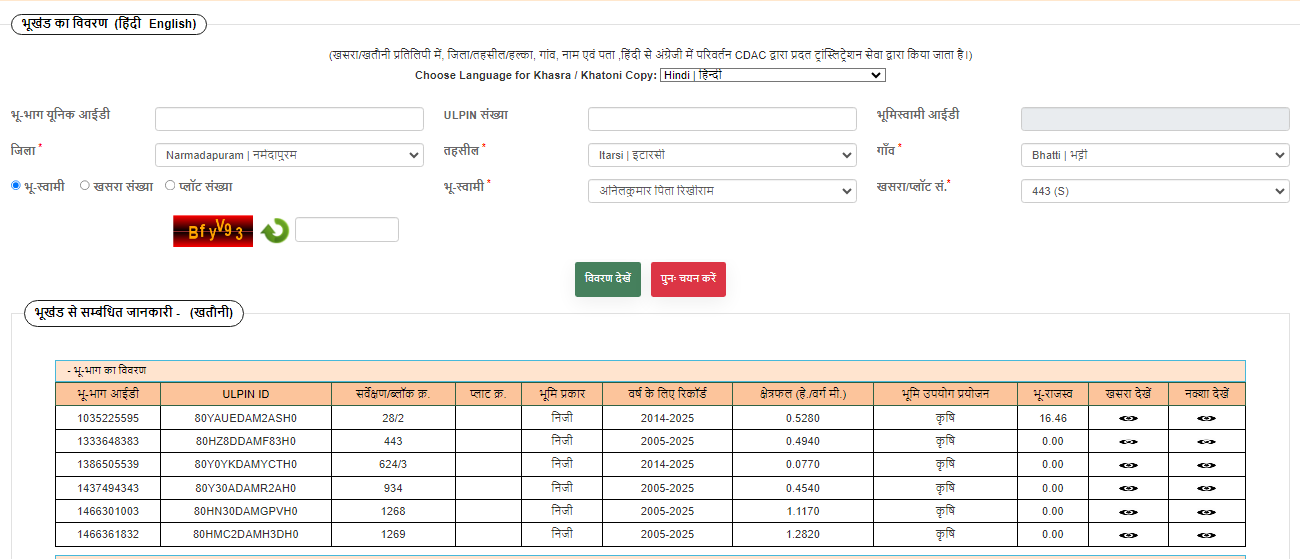 भूखंड का विवरण (हिंदी English)
(खसरा/खतौनी प्रतिलिपी में, जिला/तहसील/हल्का, गांव, नाम एवं पता ,हिंदी से अंग्रेजी में परिवर्तन CDAC द्वारा प्रदत ट्रांस्लिट्रेशन सेवा द्वारा किया जाता है।)
Choose Language for Khasra / Khatoni Copy: Hindi | हिन्दी
भू-भाग यूनिक आईडी ULPIN संख्या भूमिस्वामी आईडी
जिला * Narmadapuram | नर्मदापुरम तहसील * Itarsi | इटारसी गाँव * Bhatti | भट्टी
भू-स्वामी खसरा संख्या प्लॉट संख्या भू-स्वामी * अनिलकुमार पिता रिखीराम खसरा/प्लॉट सं.* 443 (S)
BfyV93
विवरण देखें पुनः चयन करें
भूखंड से सम्बंधित जानकारी - (खतौनी)
- भू-भाग का विवरण
भू-भाग आईडी ULPIN ID सर्वेक्षण/ब्लॉक क्र. प्लाट क्र. भूमि प्रकार वर्ष के लिए रिकॉर्ड क्षेत्रफल (हे./वर्ग मी.) भूमि उपयोग प्रयोजन भू-राजस्व खसरा देखें नक्शा देखें
1035225595 80YAUEDAM2ASH0 28/2 निजी 2014-2025 0.5280 कृषि 16.46
1333648383 80HZ8DDAMF83H0 443 निजी 2005-2025 0.4940 कृषि 0.00
1386505539 80Y0YKDAMYCTH0 624/3 निजी 2014-2025 0.0770 कृषि 0.00
1437494343 80Y30ADAMR2AH0 934 निजी 2005-2025 0.4540 कृषि 0.00
1466301003 80HN30DAMGPVH0 1268 निजी 2005-2025 1.1170 कृषि 0.00
1466361832 80HMC2DAMH3DH0 1269 निजी 2005-2025 1.2820 कृषि 0.00